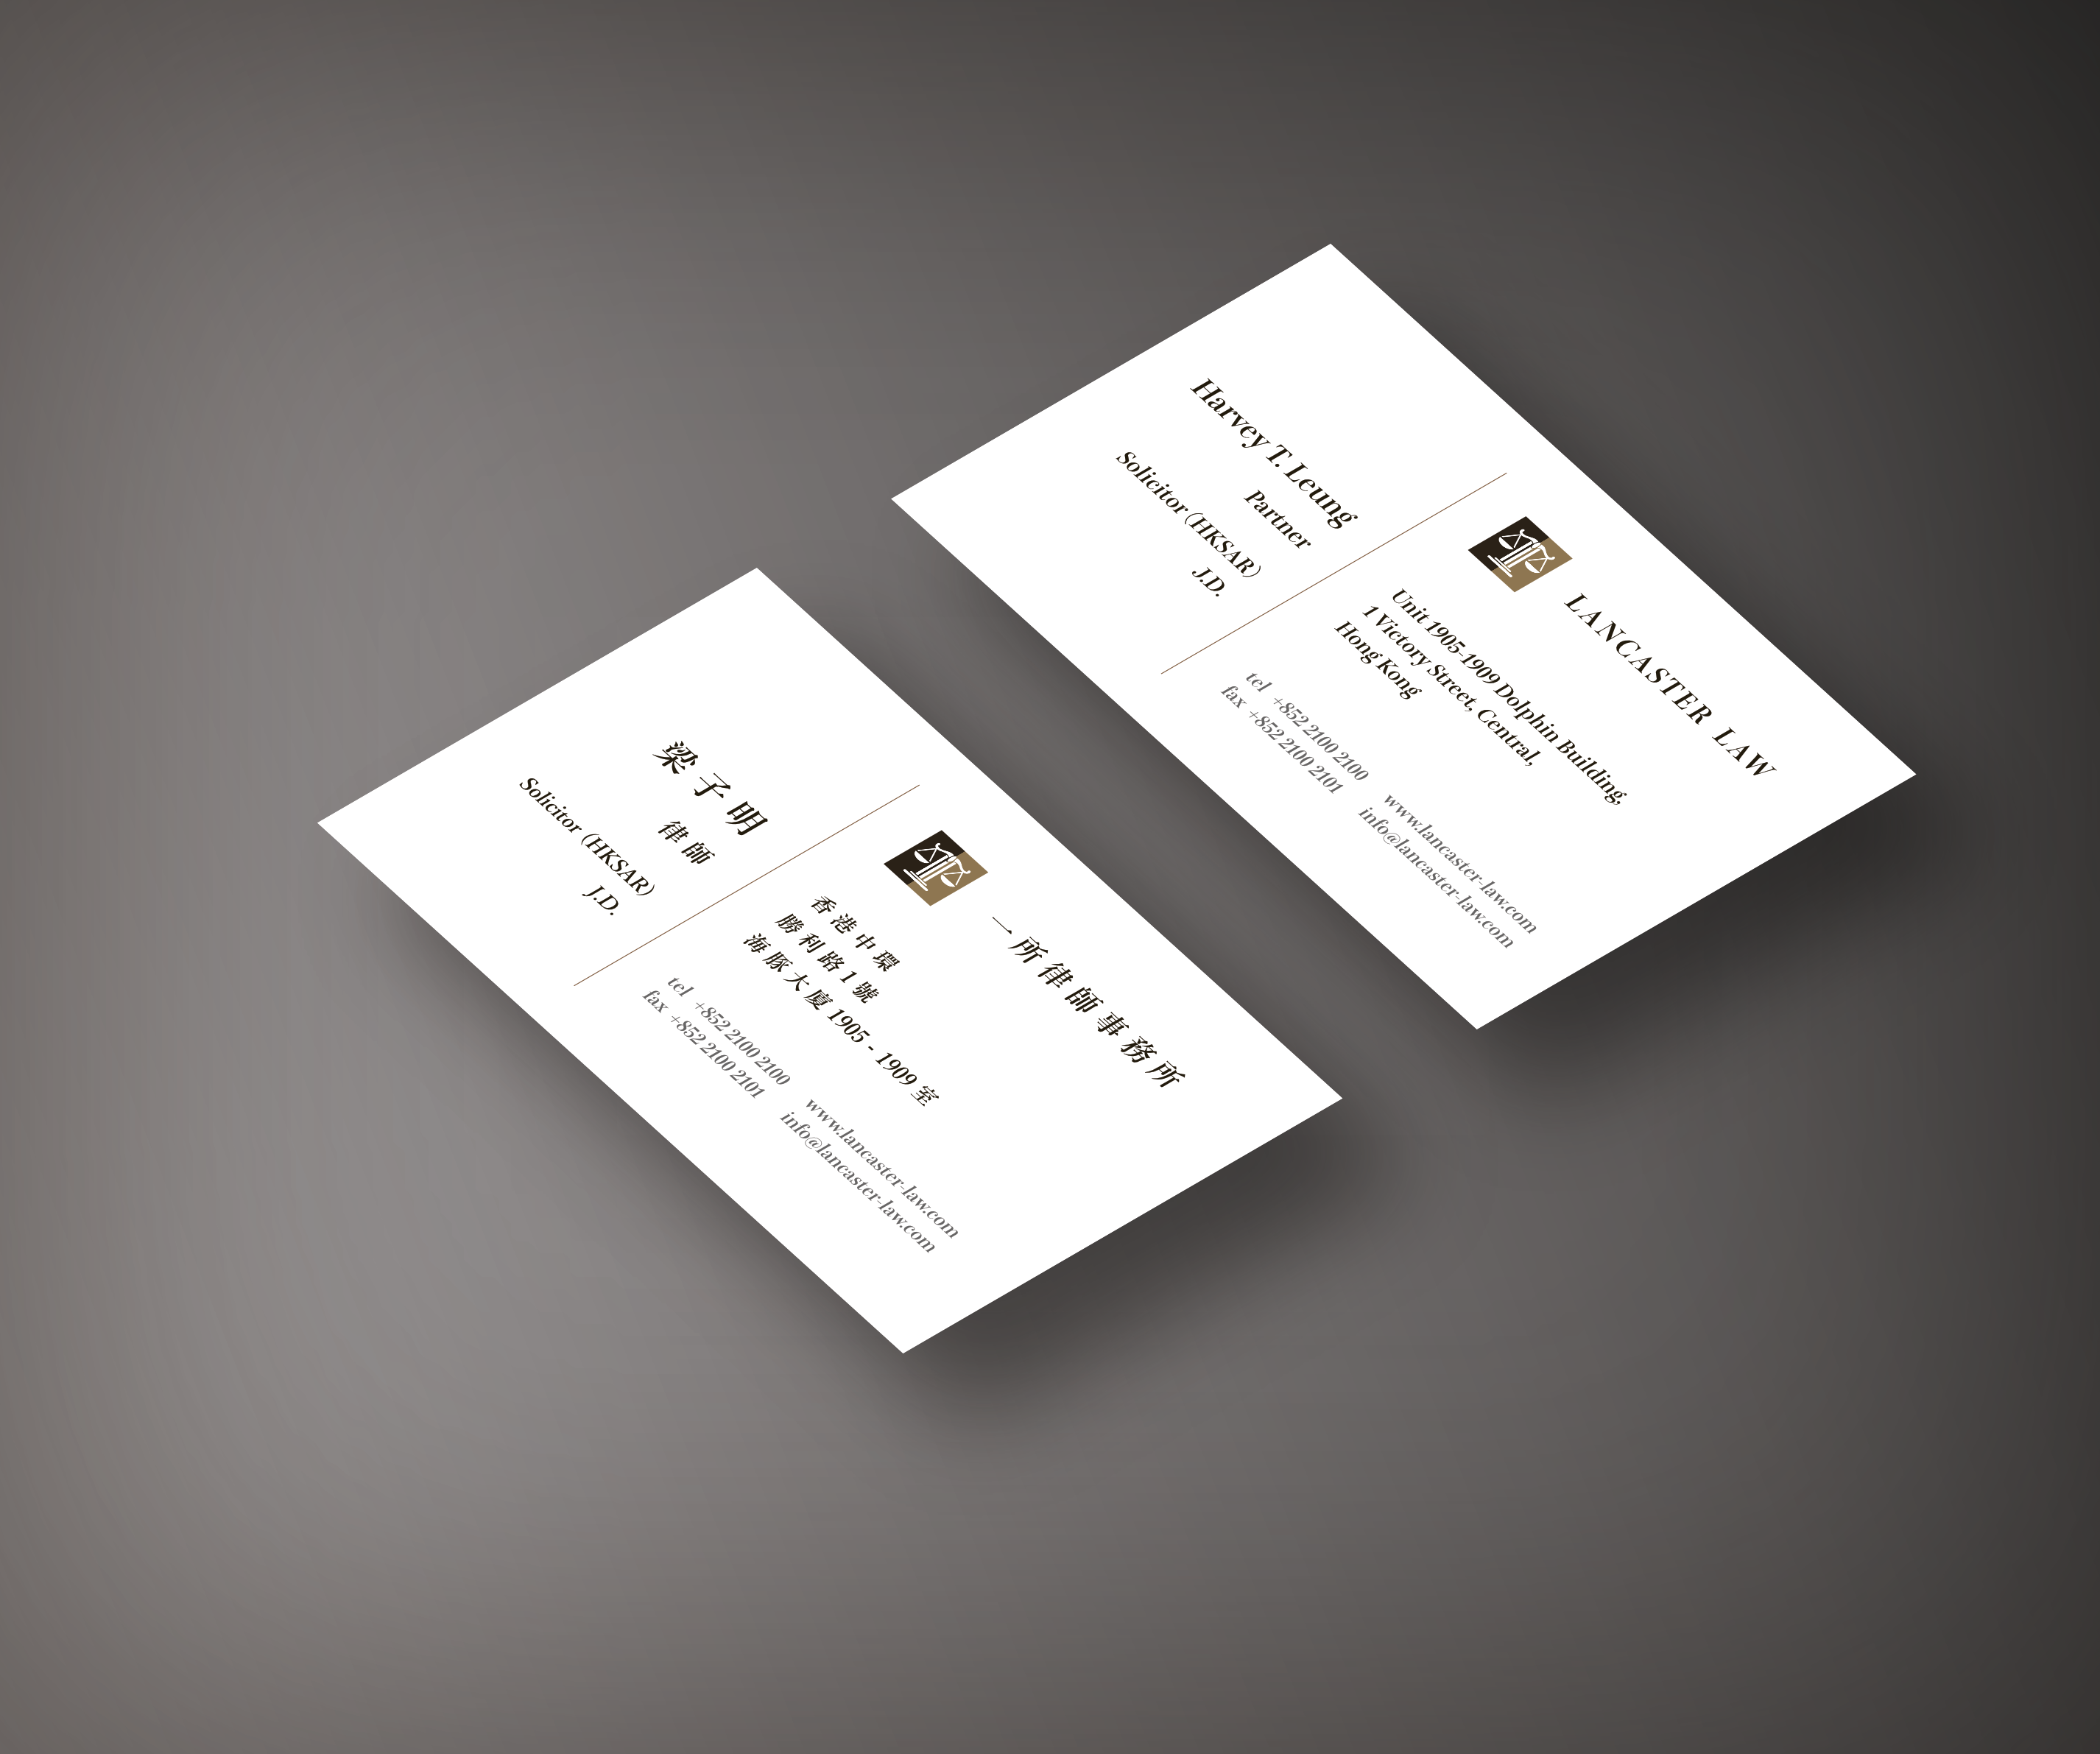 Harvey T. Leung
Partner
Solicitor (HKSAR)
J.D.
LANCASTER LAW
Unit 1905-1909 Dolphin Building,
1 Victory Street, Central,
Hong Kong
tel +852 2100 2100
fax +852 2100 2101
www.lancaster-law.com
info@lancaster-law.com
梁子明
律師
Solicitor (HKSAR)
J.D.
一所律師事務所
香港中環
勝利路1號
海豚大廈 1905 - 1909 室
tel +852 2100 2100
fax +852 2100 2101
www.lancaster-law.com
info@lancaster-law.com